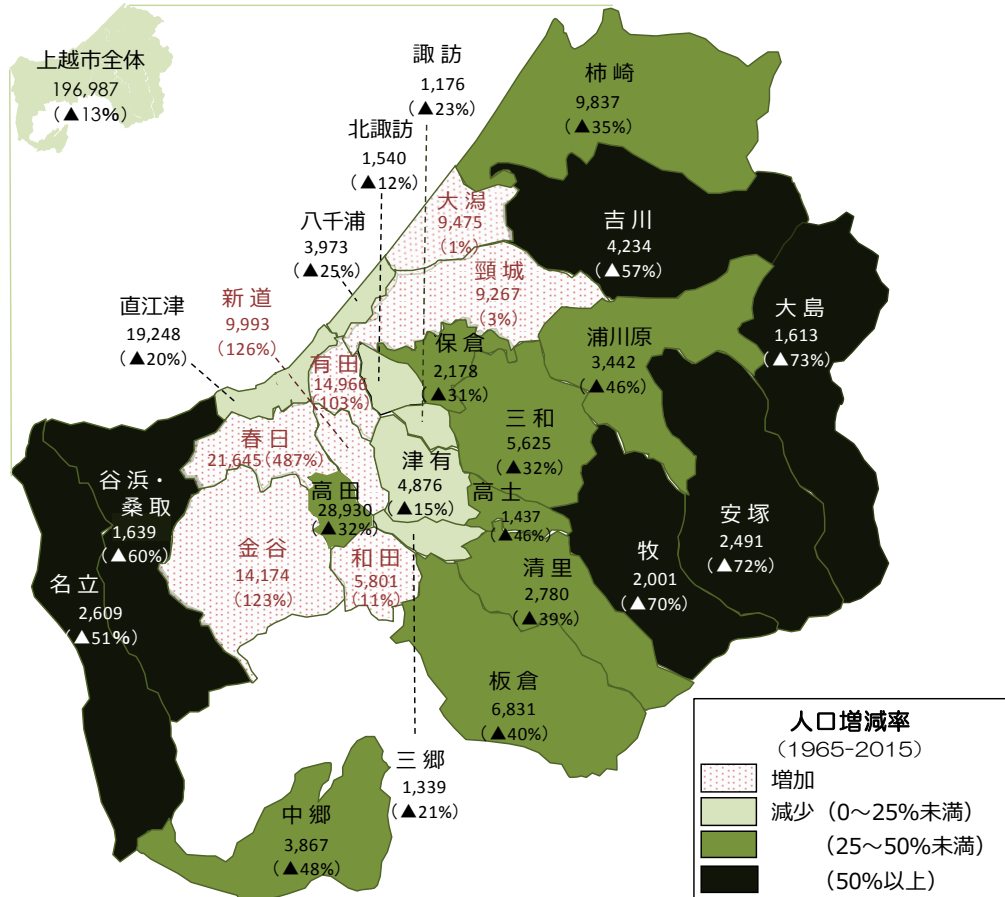 上越市全体
196,987
(▲13%)
諏訪
1,176
(▲23%)
北諏訪
1,540
(▲12%)
八千浦
3,973
(▲25%)
直江津
19,248
(▲20%)
新道
9,993
(126%)
柿崎
9,837
(▲35%)
大潟
9,475
(1%)
吉川
4,234
(△57%)
頸城
9,267
(3%)
大島
1,613
(△73%)
浦川原
3,442
(▲46%)
保倉
2,178
(▲31%)
有田
14,966
(103%)
三和
5,625
(▲32%)
春日
21,645(487%)
津有
4,876
(▲15%)
高田
28,930
(▲32%)
高士
1,437
(▲46%)
谷浜・
桑取
1,639
(△60%)
安塚
2,491
(△72%)
金谷
14,174
(123%)
和田
5,801
(11%)
清里
2,780
(▲39%)
牧
2,001
(△70%)
名立
2,609
(△51%)
板倉
6,831
(▲40%)
三郷
1,339
(▲21%)
中郷
3,867
(▲48%)
人口増減率
(1965-2015)
増加
減少 (0～25%未満)
(25～50%未満)
(50%以上)